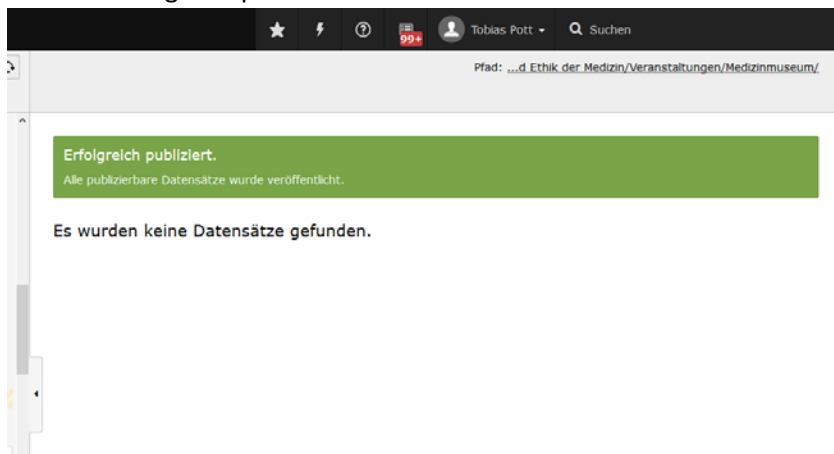 99+
Tobias Pott
Suchen
Pfad: ...d Ethik der Medizin/Veranstaltungen/Medizinmuseum/
Erfolgreich publiziert.
Alle publizierbare Datensätze wurde veröffentlicht.
Es wurden keine Datensätze gefunden.